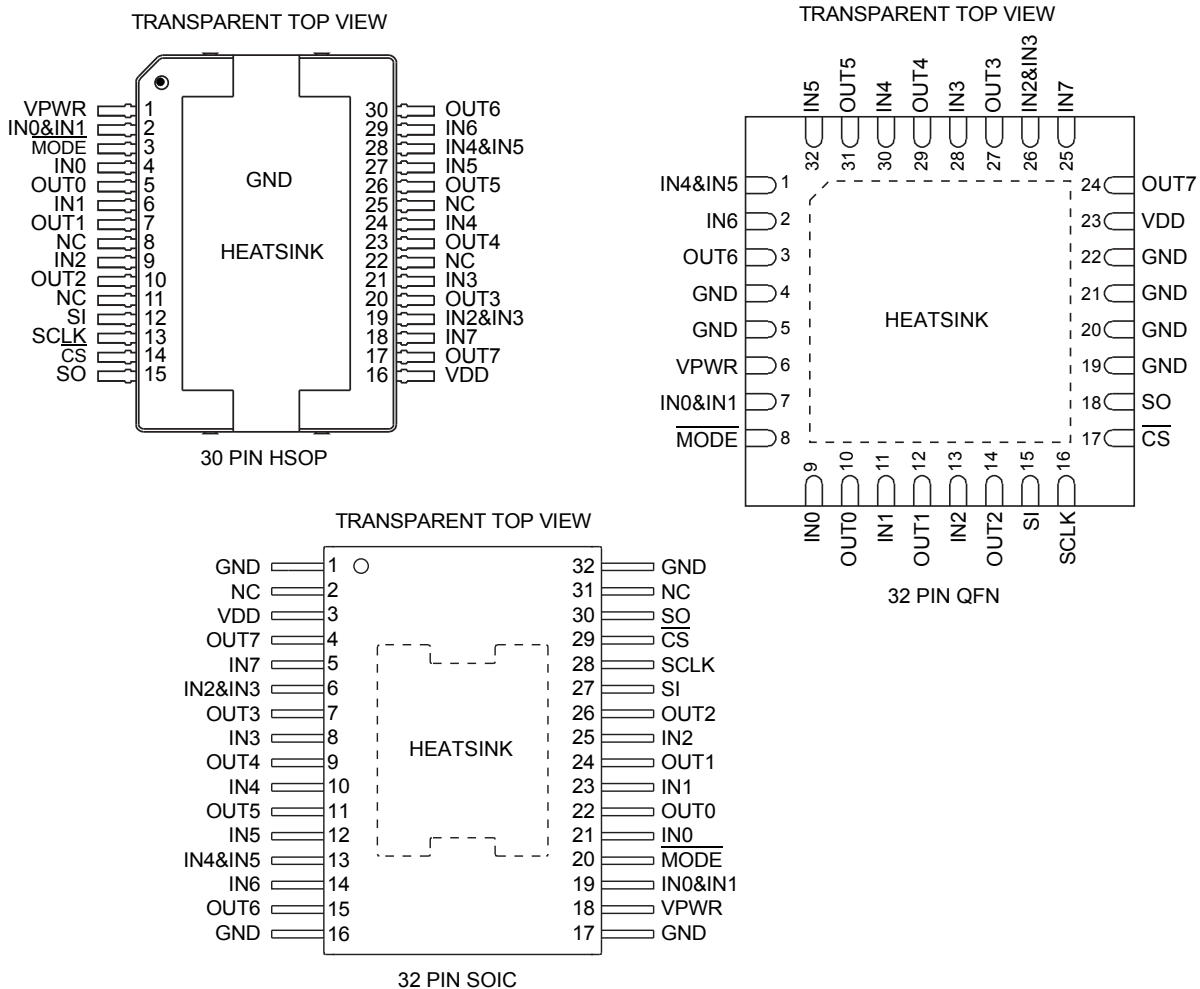 TRANSPARENT TOP VIEW
VPWR 1 30 OUT6
IN0&IN1 2 29 IN6
MODE 3 28 IN4&IN5
IN0 4 27 IN5
OUT0 5 26 OUT5
IN1 6 25 NC
OUT1 7 24 IN4
NC 8 23 OUT4
IN2 9 22 NC
OUT2 10 21 IN3
NC 11 20 OUT3
SI 12 19 IN2&IN3
SCLK 13 18 IN7
CS 14 17 OUT7
SO 15 16 VDD
GND
HEATSINK
30 PIN HSOP
TRANSPARENT TOP VIEW
IN5 OUT5 IN4 OUT4 IN3 OUT3 IN2&IN3 IN7
32 31 30 29 28 27 26 25
IN4&IN5 1 24 OUT7
IN6 2 23 VDD
OUT6 3 22 GND
GND 4 21 GND
GND 5 20 GND
VPWR 6 19 GND
IN0&IN1 7 18 SO
MODE 8 17 CS
HEATSINK
9 10 11 12 13 14 15 16
IN0 OUT0 IN1 OUT1 IN2 OUT2 SI SCLK
32 PIN QFN
TRANSPARENT TOP VIEW
GND 1 32 GND
NC 2 31 NC
VDD 3 30 SO
OUT7 4 29 CS
IN7 5 28 SCLK
IN2&IN3 6 27 SI
OUT3 7 26 OUT2
IN3 8 25 IN2
OUT4 9 24 OUT1
IN4 10 23 IN1
OUT5 11 22 OUT0
IN5 12 21 IN0
IN4&IN5 13 20 MODE
IN6 14 19 IN0&IN1
OUT6 15 18 VPWR
GND 16 17 GND
HEATSINK
32 PIN SOIC